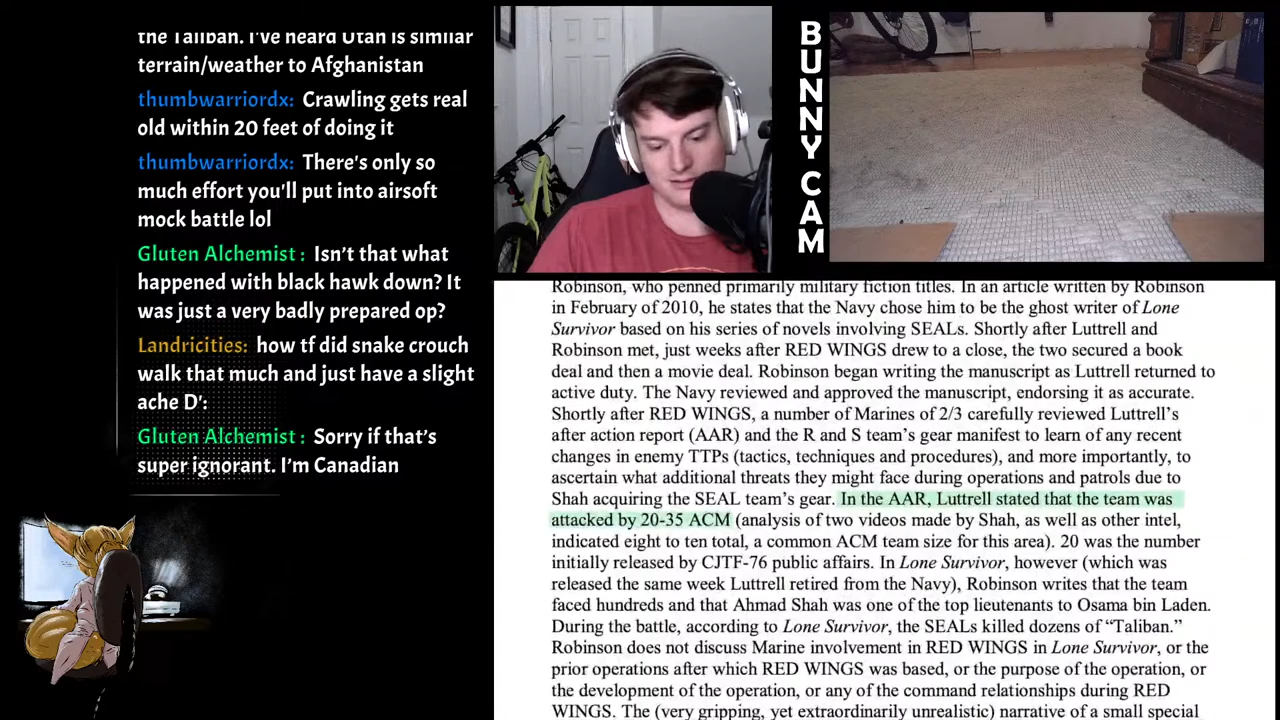 the Taliban. I've heard Utah is similar
terrain/weather to Afghanistan
thumbwarriordx: Crawling gets real
old within 20 feet of doing it
thumbwarriordx: There's only so
much effort you'll put into airsoft
mock battle lol
Gluten Alchemist : Isn't that what
happened with black hawk down? It
was just a very badly prepared op?
Landricities: how tf did snake crouch
walk that much and just have a slight
ache D':
Gluten Alchemist : Sorry if that's
super ignorant. I'm Canadian
BUNNY CAM
Robinson, who penned primarily military fiction titles. In an article written by Robinson
in February of 2010, he states that the Navy chose him to be the ghost writer of Lone
Survivor based on his series of novels involving SEALs. Shortly after Luttrell and
Robinson met, just weeks after RED WINGS drew to a close, the two secured a book
deal and then a movie deal. Robinson began writing the manuscript as Luttrell returned to
active duty. The Navy reviewed and approved the manuscript, endorsing it as accurate.
Shortly after RED WINGS, a number of Marines of 2/3 carefully reviewed Luttrell's
after action report (AAR) and the R and S team's gear manifest to learn of any recent
changes in enemy TTPs (tactics, techniques and procedures), and more importantly, to
ascertain what additional threats they might face during operations and patrols due to
Shah acquiring the SEAL team's gear. In the AAR, Luttrell stated that the team was
attacked by 20-35 ACM (analysis of two videos made by Shah, as well as other intel,
indicated eight to ten total, a common ACM team size for this area). 20 was the number
initially released by CJTF-76 public affairs. In Lone Survivor, however (which was
released the same week Luttrell retired from the Navy), Robinson writes that the team
faced hundreds and that Ahmad Shah was one of the top lieutenants to Osama bin Laden.
During the battle, according to Lone Survivor, the SEALs killed dozens of “Taliban.”
Robinson does not discuss Marine involvement in RED WINGS in Lone Survivor, or the
prior operations after which RED WINGS was based, or the purpose of the operation, or
the development of the operation, or any of the command relationships during RED
WINGS. The (very gripping, yet extraordinarily unrealistic) narrative of a small special